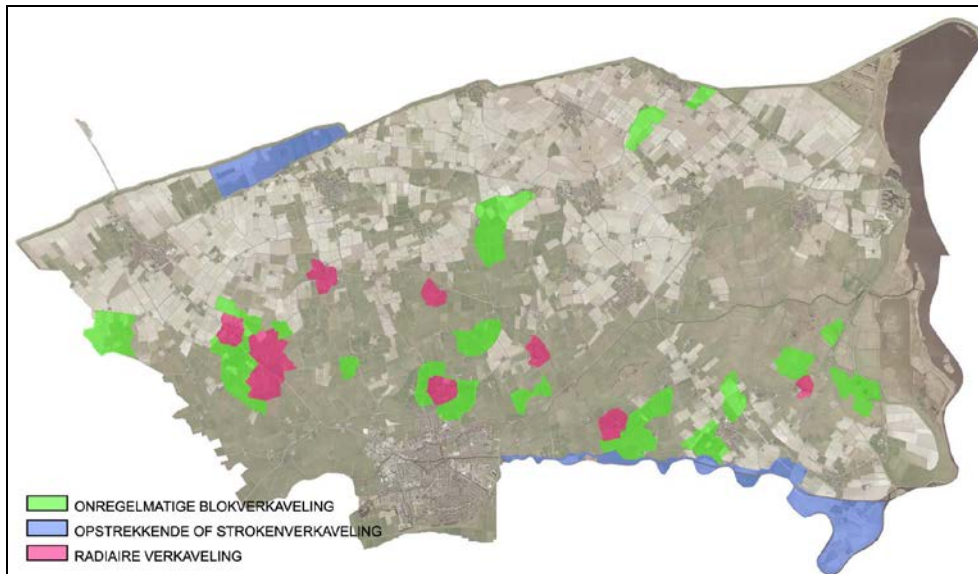 ONREGELMATIGE BLOKVERKAVELING
OPSTREKKENDE OF STROKENVERKAVELING
RADIAIRE VERKAVELING